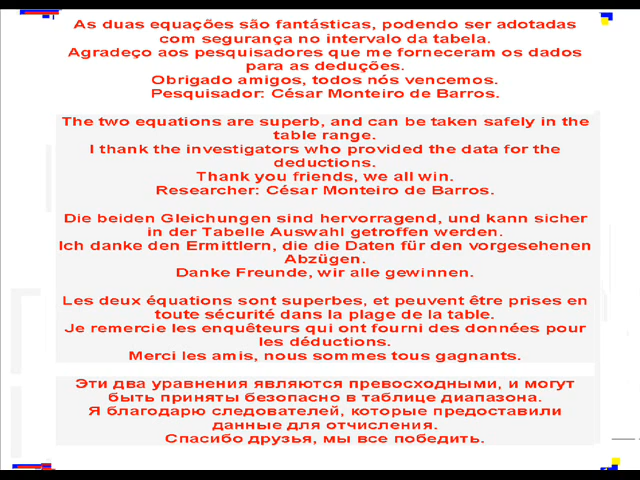 As duas equações são fantásticas, podendo ser adotadas
com segurança no intervalo da tabela.
Agradeço aos pesquisadores que me forneceram os dados
para as deduções.
Obrigado amigos, todos nós vencemos.
Pesquisador: César Monteiro de Barros.
The two equations are superb, and can be taken safely in the
table range.
I thank the investigators who provided the data for the
deductions.
Thank you friends, we all win.
Researcher: César Monteiro de Barros.
Die beiden Gleichungen sind hervorragend, und kann sicher
in der Tabelle Auswahl getroffen werden.
Ich danke den Ermittlern, die die Daten für den vorgesehenen
Abzügen.
Danke Freunde, wir alle gewinnen.
Les deux équations sont superbes, et peuvent être prises en
toute sécurité dans la plage de la table.
Je remercie les enquêteurs qui ont fourni des données pour
les déductions.
Merci les amis, nous sommes tous gagnants.
Эти два уравнения являются превосходными, и могут
быть приняты безопасно в таблице диапазона.
Я благодарю следователей, которые предоставили
данные для отчисления.
Спасибо друзья, мы все победить.